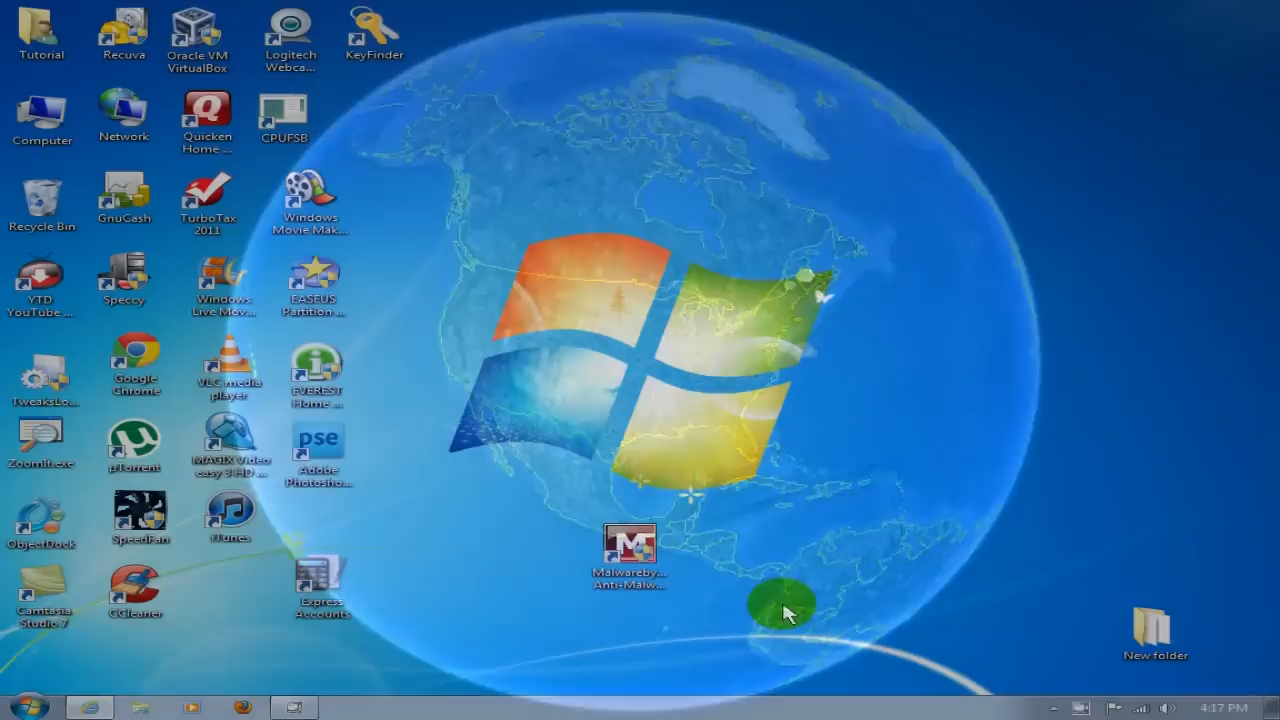 Tutorial
Recuva
Oracle VM
VirtualBox
Logitech
Webca...
KeyFinder
Computer
Network
Quicken
Home ...
CPUFSB
Recycle Bin
GnuCash
TurboTax
2011
Windows
Movie Mak...
YTD
YouTube ...
Speccy
Windows
Live Mov...
EASEUS
Partition ...
TweaksLo...
Google
Chrome
VLC media
player
EVEREST
Home ...
ZoomIt.exe
µTorrent
MAGIX Video
easy 3 HD ...
pse
Adobe
Photosho...
ObjectDock
SpeedFan
iTunes
Malwareby...
Anti-Malw...
Camtasia
Studio 7
CCleaner
Express
Accounts
New folder
4:17 PM